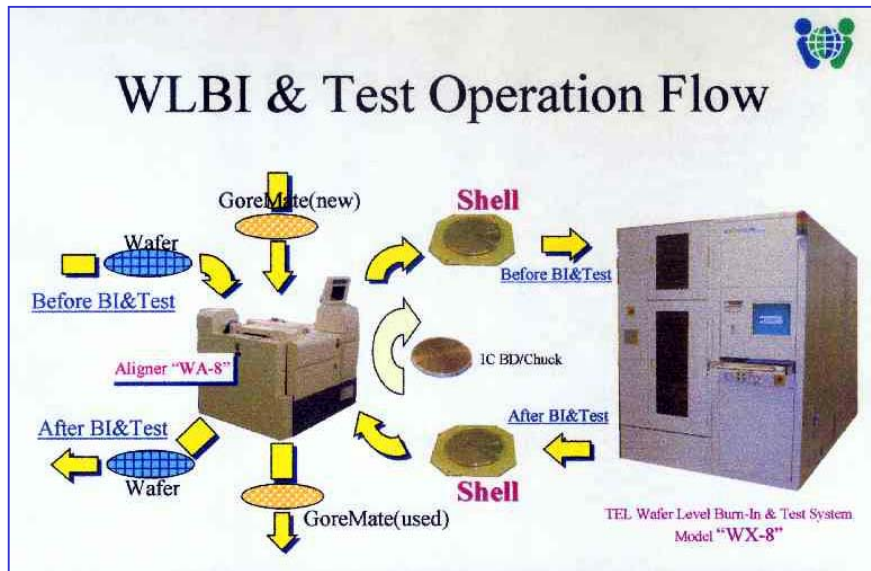 WLBI & Test Operation Flow
GoreMate(new)
Shell
Wafer
Before BI&Test
Before BI&Test
Aligner "WA-8"
IC BD/Chuck
After BI&Test
After BI&Test
Wafer
Shell
GoreMate(used)
TEL Wafer Level Burn-In & Test System
Model "WX-8"